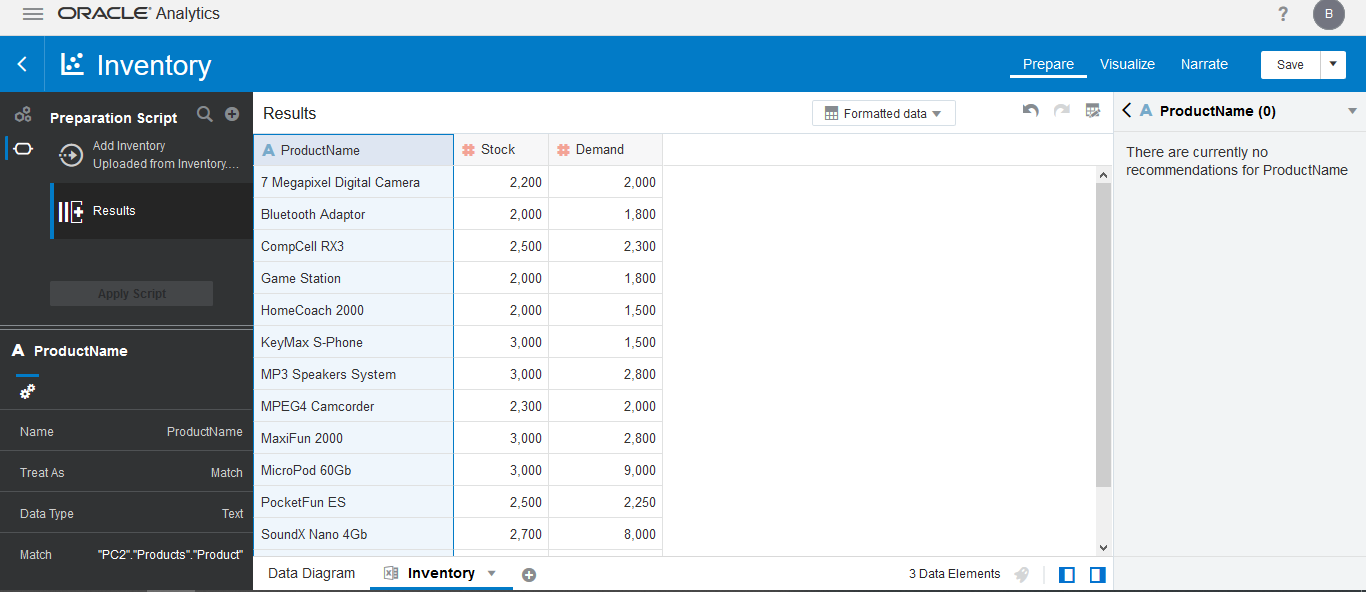 ORACLE Analytics
?
B
Inventory
Prepare
Visualize
Narrate
Save
Preparation Script
Add Inventory
Uploaded from Inventory....
Results
Apply Script
A ProductName
Name ProductName
Treat As Match
Data Type Text
Match "PC2"."Products"."Product"
Results
Formatted data
A ProductName # Stock # Demand
7 Megapixel Digital Camera 2,200 2,000
Bluetooth Adaptor 2,000 1,800
CompCell RX3 2,500 2,300
Game Station 2,000 1,800
HomeCoach 2000 2,000 1,500
KeyMax S-Phone 3,000 1,500
MP3 Speakers System 3,000 2,800
MPEG4 Camcorder 2,300 2,000
MaxiFun 2000 3,000 2,800
MicroPod 60Gb 3,000 9,000
PocketFun ES 2,500 2,250
SoundX Nano 4Gb 2,700 8,000
Data Diagram
Inventory
3 Data Elements
A ProductName (0)
There are currently no
recommendations for ProductName